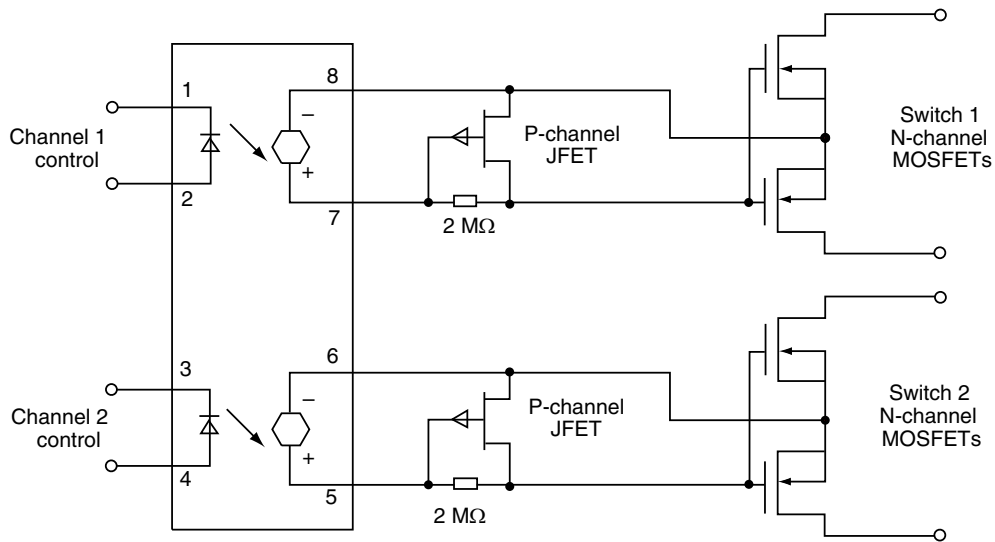 1
8
Channel 1
control
−
+
2
7
P-channel
JFET
2 MΩ
Switch 1
N-channel
MOSFETs
3
6
Channel 2
control
−
+
4
5
P-channel
JFET
2 MΩ
Switch 2
N-channel
MOSFETs